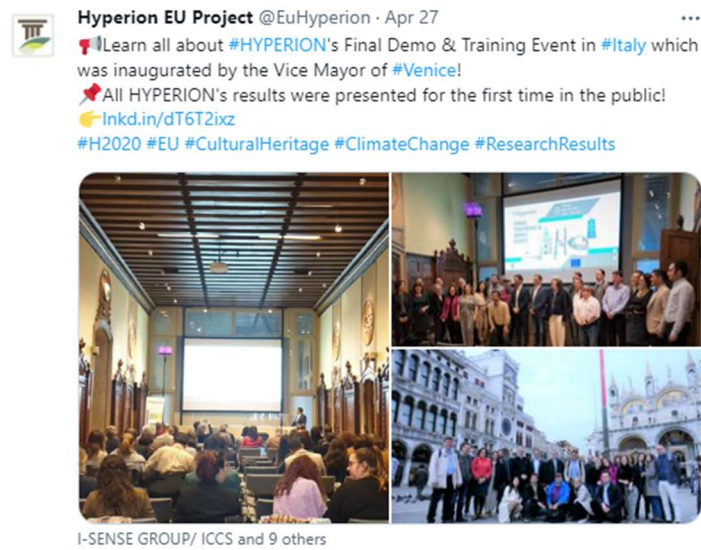 Hyperion EU Project @EuHyperion · Apr 27
📢Learn all about #HYPERION's Final Demo & Training Event in #Italy which
was inaugurated by the Vice Mayor of #Venice!
📌All HYPERION's results were presented for the first time in the public!
👉lnkd.in/dT6T2ixz
#H2020 #EU #CulturalHeritage #ClimateChange #ResearchResults
Hyperion
I-SENSE GROUP/ ICCS and 9 others